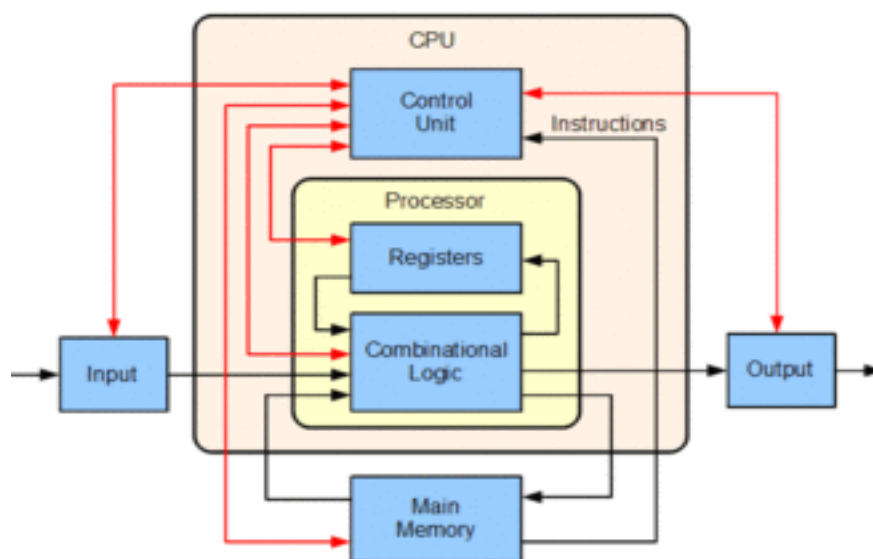 CPU
Control
Unit
Instructions
Processor
Registers
Combinational
Logic
Input
Output
Main
Memory